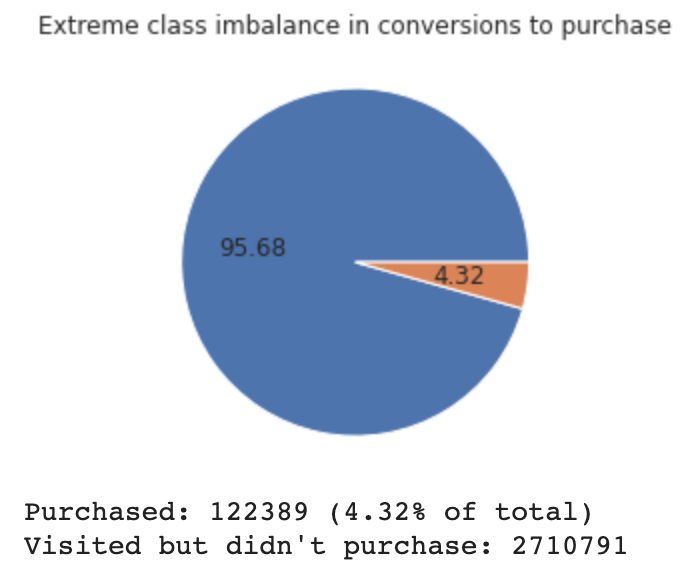 Extreme class imbalance in conversions to purchase
95.68
4.32
Purchased: 122389 (4.32% of total)
Visited but didn't purchase: 2710791